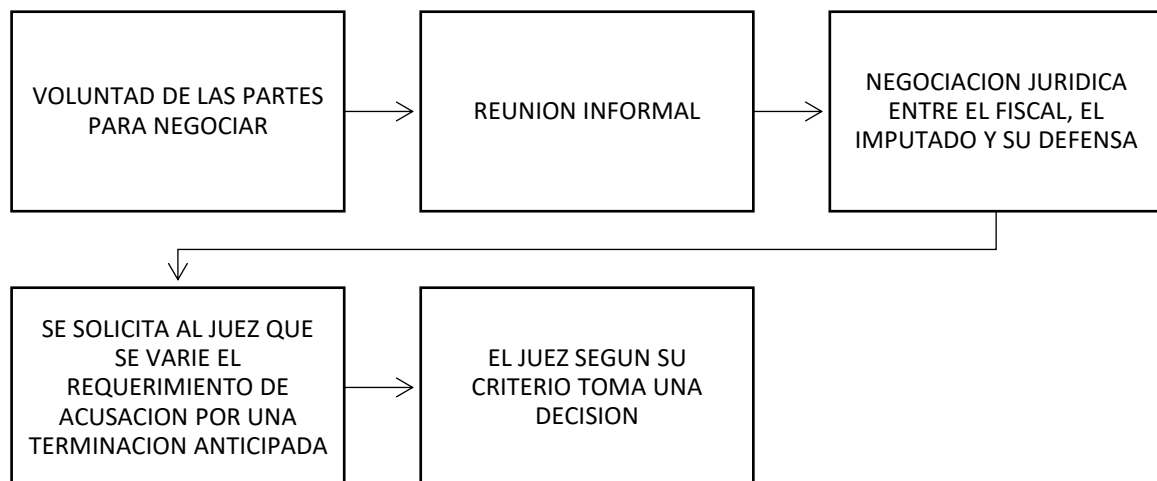 VOLUNTAD DE LAS PARTES
PARA NEGOCIAR
REUNION INFORMAL
NEGOCIACION JURIDICA
ENTRE EL FISCAL, EL
IMPUTADO Y SU DEFENSA
SE SOLICITA AL JUEZ QUE
SE VARIE EL
REQUERIMIENTO DE
ACUSACION POR UNA
TERMINACION ANTICIPADA
EL JUEZ SEGUN SU
CRITERIO TOMA UNA
DECISION